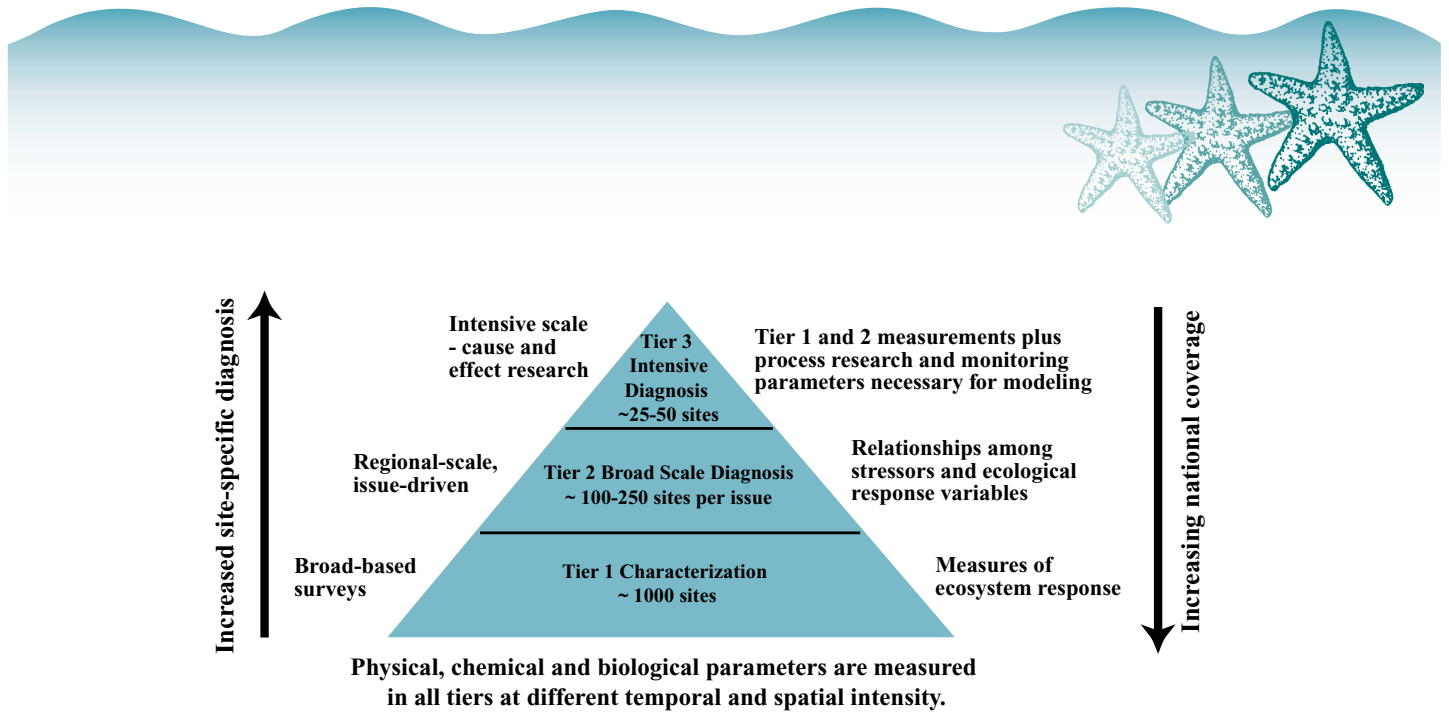 Increased site-specific diagnosis
Intensive scale
- cause and
effect research
Tier 3
Intensive
Diagnosis
~25-50 sites
Tier 1 and 2 measurements plus
process research and monitoring
parameters necessary for modeling
Regional-scale,
issue-driven
Tier 2 Broad Scale Diagnosis
~ 100-250 sites per issue
Relationships among
stressors and ecological
response variables
Broad-based
surveys
Tier 1 Characterization
~ 1000 sites
Measures of
ecosystem response
Increasing national coverage
Physical, chemical and biological parameters are measured
in all tiers at different temporal and spatial intensity.